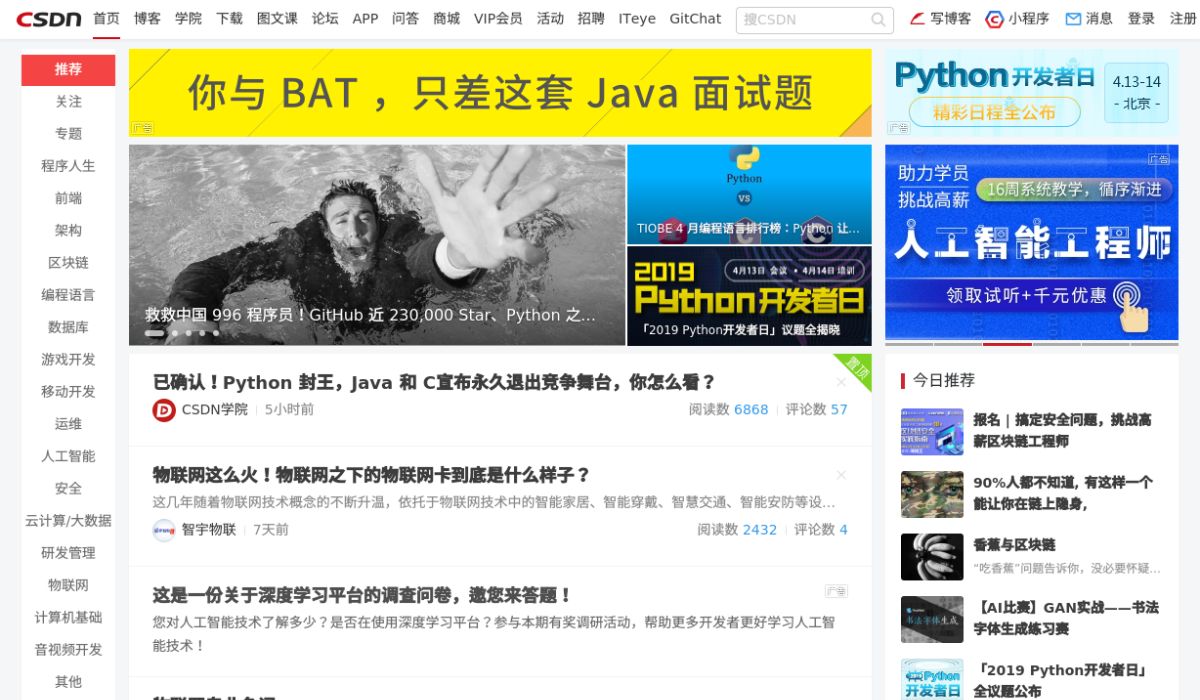 CSDN 首页 博客 学院 下载 图文课 论坛 APP 问答 商城 VIP会员 活动 招聘 ITeye GitChat 搜CSDN 写博客 小程序 消息 登录 注册
推荐
关注
专题
程序人生
前端
架构
区块链
编程语言
数据库
游戏开发
移动开发
运维
人工智能
安全
云计算/大数据
研发管理
物联网
计算机基础
音视频开发
其他
你与 BAT ，只差这套 Java 面试题
广告
救救中国 996 程序员！GitHub 近 230,000 Star、Python 之...
Python
VS
TIOBE 4 月编程语言排行榜：Python 让...
2019
4月13日 会议 • 4月14日 培训
Python开发者日
「2019 Python开发者日」议题全揭晓
置顶
已确认！Python 封王，Java 和 C宣布永久退出竞争舞台，你怎么看？
CSDN学院 5小时前 阅读数 6868 评论数 57
物联网这么火！物联网之下的物联网卡到底是什么样子？
这几年随着物联网技术概念的不断升温，依托于物联网技术中的智能家居、智能穿戴、智慧交通、智能安防等设...
智宇物联 7天前 阅读数 2432 评论数 4
这是一份关于深度学习平台的调查问卷，邀您来答题！
广告
您对人工智能技术了解多少？是否在使用深度学习平台？参与本期有奖调研活动，帮助更多开发者更好学习人工智
能技术！
Python 开发者日
4.13-14
- 北京 -
精彩日程全公布
广告
广告
助力学员
挑战高薪
16周系统教学，循序渐进
人工智能工程师
领取试听+千元优惠
今日推荐
报名 | 搞定安全问题，挑战高
薪区块链工程师
90%人都不知道, 有这样一个
能让你在链上隐身,
香蕉与区块链
“吃香蕉”问题告诉你，没必要怀疑...
【AI比赛】GAN实战——书法
字体生成练习赛
书法字体生成
「2019 Python开发者日」
全议题公布
Python
开发者日